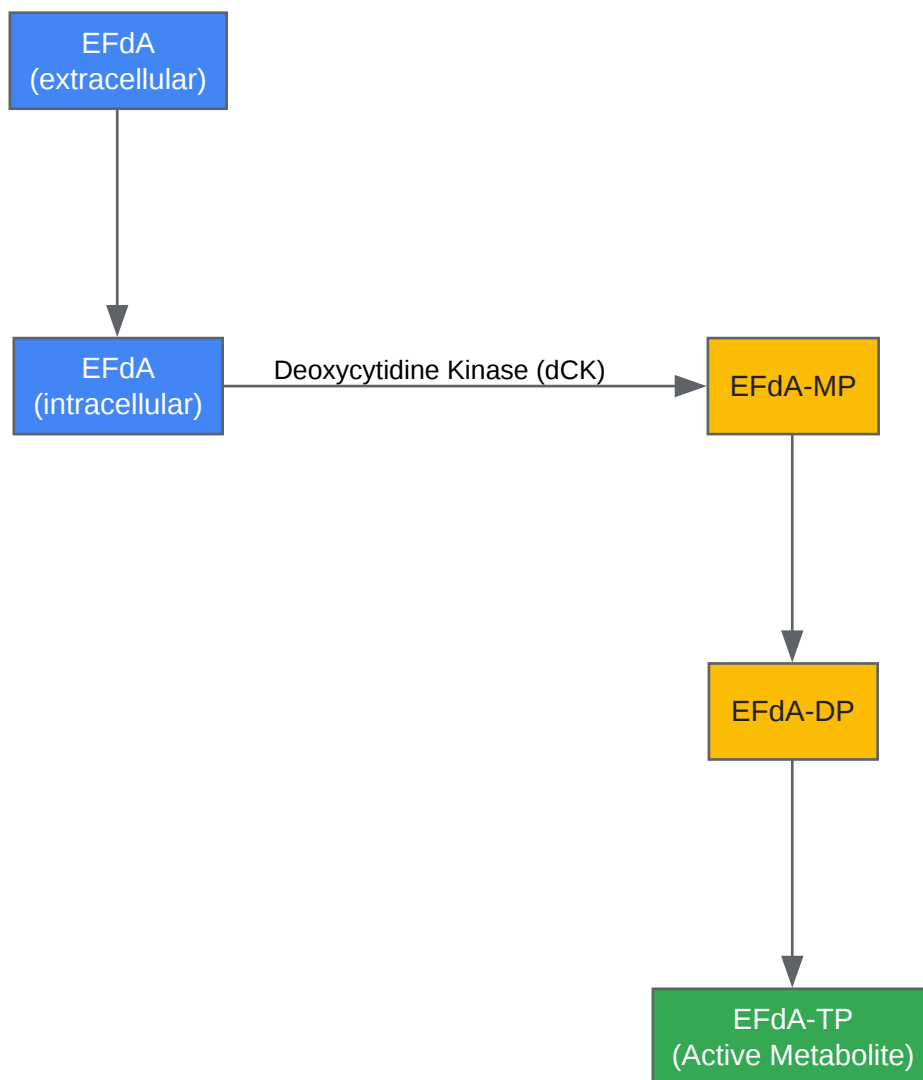 EFdA
(extracellular)
EFdA
(intracellular)
Deoxycytidine Kinase (dCK)
EFdA-MP
EFdA-DP
EFdA-TP
(Active Metabolite)